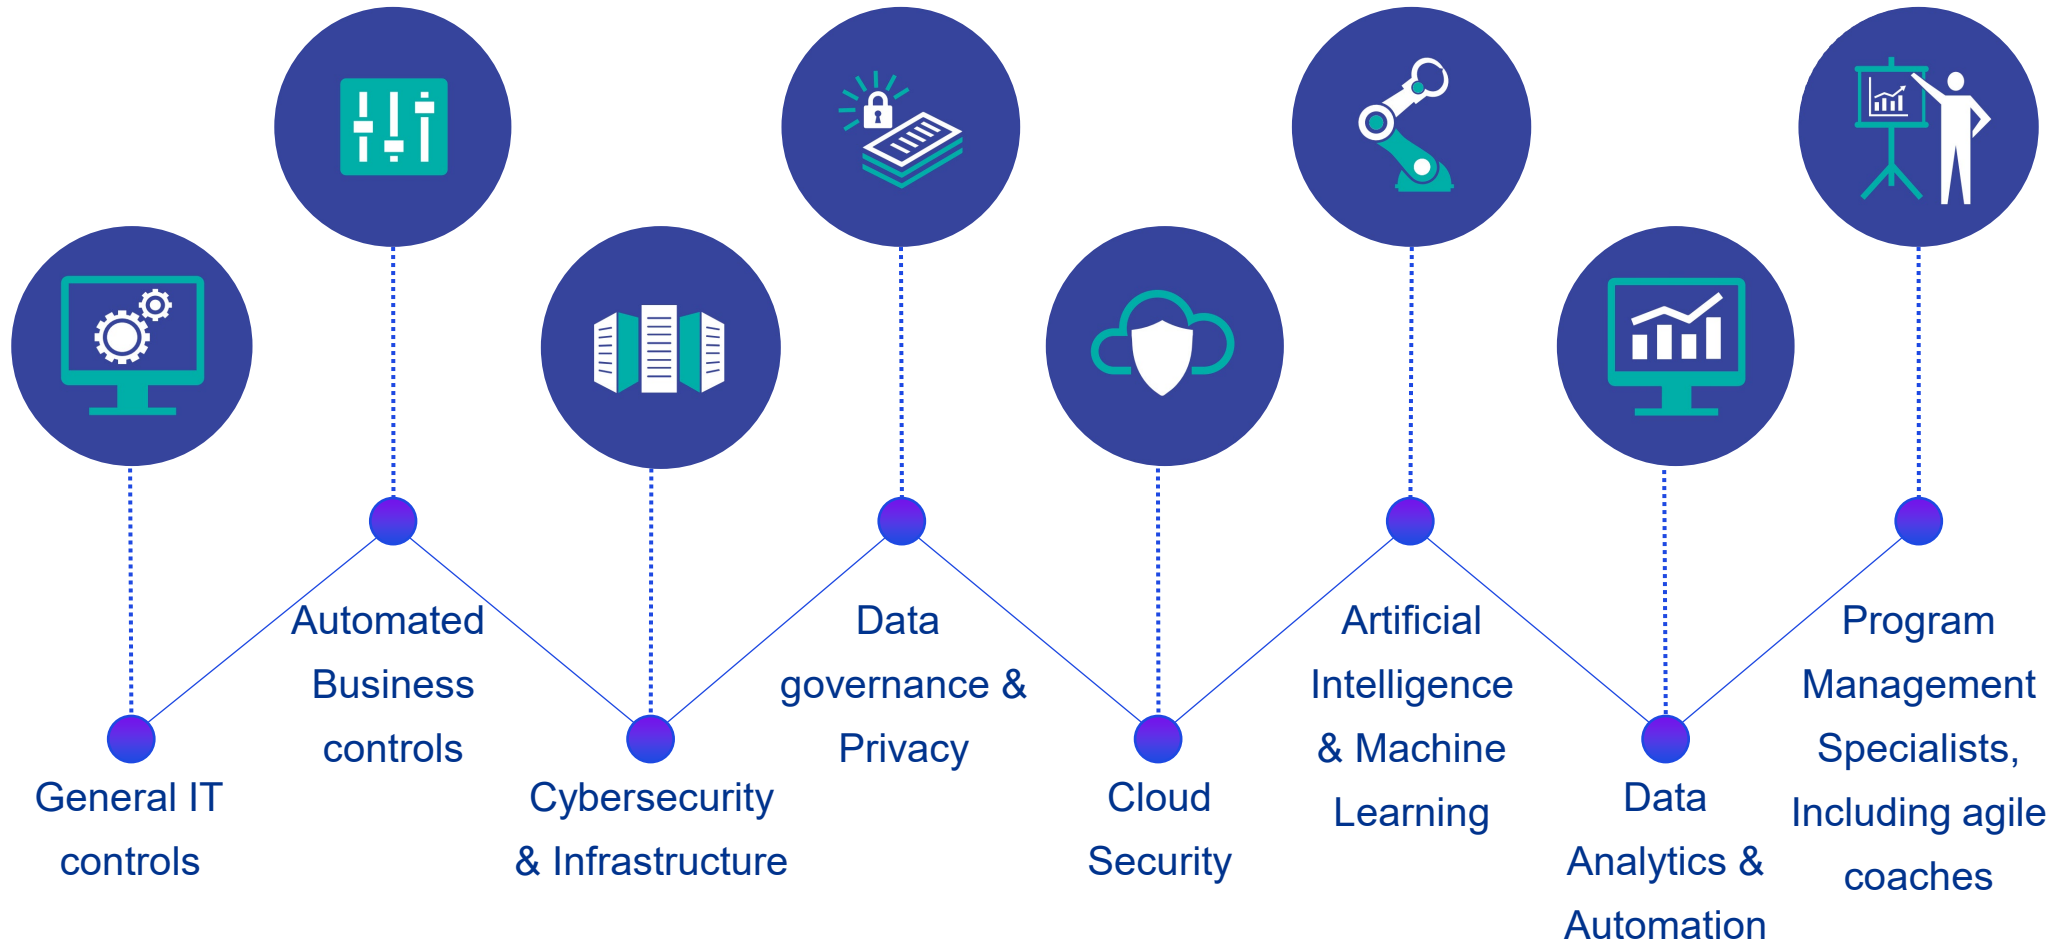 General IT
controls
Automated
Business
controls
Cybersecurity
& Infrastructure
Data
governance &
Privacy
Cloud
Security
Artificial
Intelligence
& Machine
Learning
Data
Analytics &
Automation
Program
Management
Specialists,
Including agile
coaches